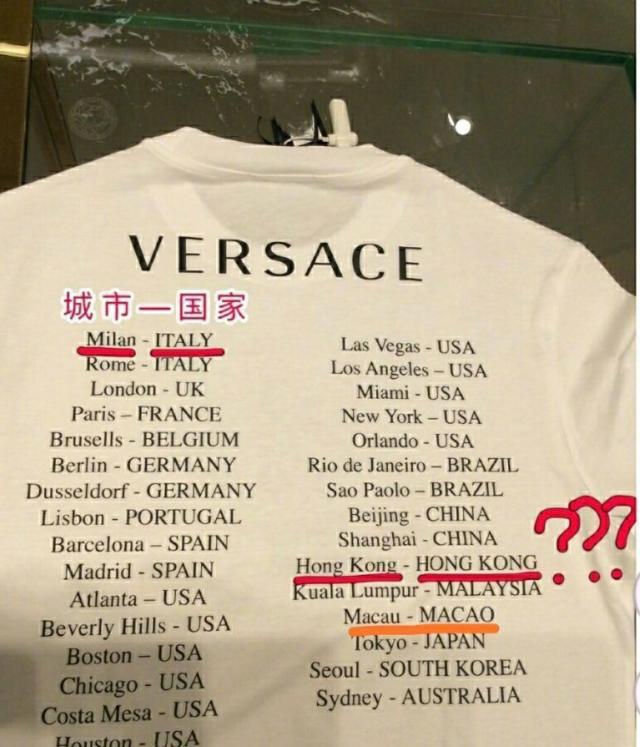 VERSACE
城市—国家
Milan - ITALY
Rome - ITALY
London - UK
Paris – FRANCE
Brusells - BELGIUM
Berlin - GERMANY
Dusseldorf - GERMANY
Lisbon - PORTUGAL
Barcelona – SPAIN
Madrid - SPAIN
Atlanta – USA
Beverly Hills - USA
Boston – USA
Chicago - USA
Costa Mesa - USA
Houston - USA
Las Vegas - USA
Los Angeles – USA
Miami - USA
New York – USA
Orlando - USA
Rio de Janeiro – BRAZIL
Sao Paolo – BRAZIL
Beijing - CHINA
Shanghai - CHINA
Hong Kong - HONG KONG ???
Kuala Lumpur - MALAYSIA
Macau - MACAO
Tokyo - JAPAN
Seoul - SOUTH KOREA
Sydney - AUSTRALIA